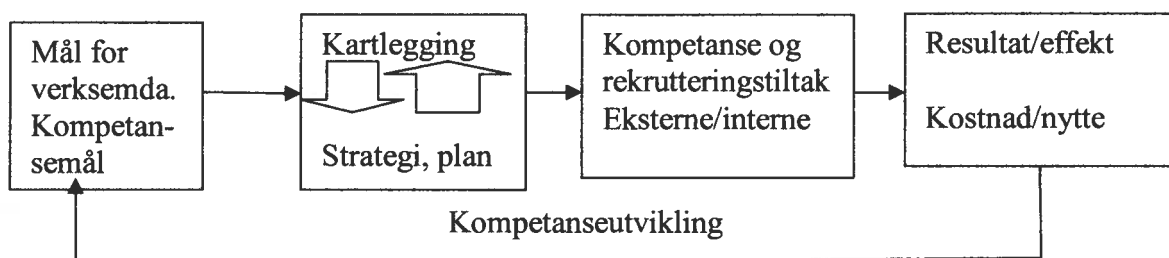 Mål for
verksemda.
Kompetan-
semål
Kartlegging
Strategi, plan
Kompetanse og
rekrutteringstiltak
Eksterne/interne
Resultat/effekt
Kostnad/nytte
Kompetanseutvikling